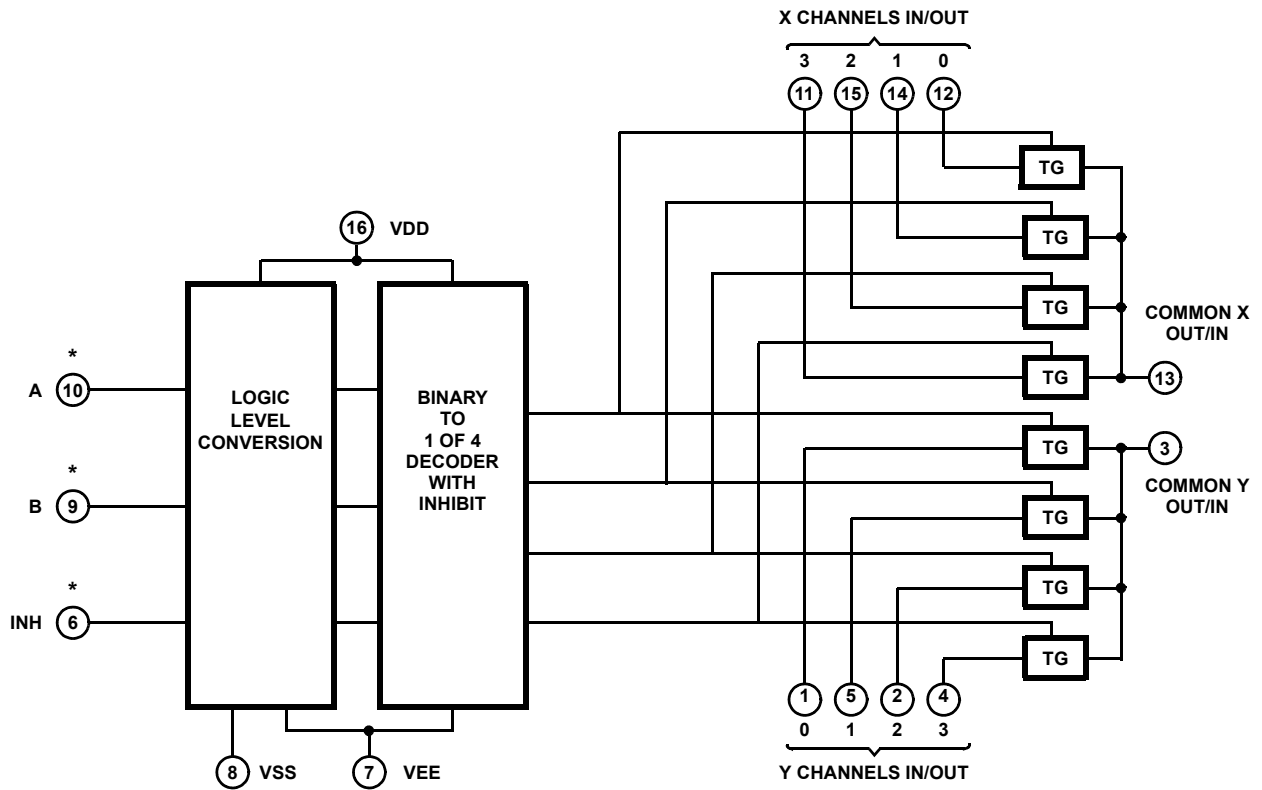 X CHANNELS IN/OUT
3 2 1 0
11 15 14 12
TG
16 VDD
TG
TG
COMMON X
OUT/IN
*
A 10
LOGIC
LEVEL
CONVERSION
BINARY
TO
1 OF 4
DECODER
WITH
INHIBIT
TG
13
TG
3
*
B 9
COMMON Y
OUT/IN
TG
*
INH 6
TG
TG
1 5 2 4
0 1 2 3
8 VSS
7 VEE
Y CHANNELS IN/OUT